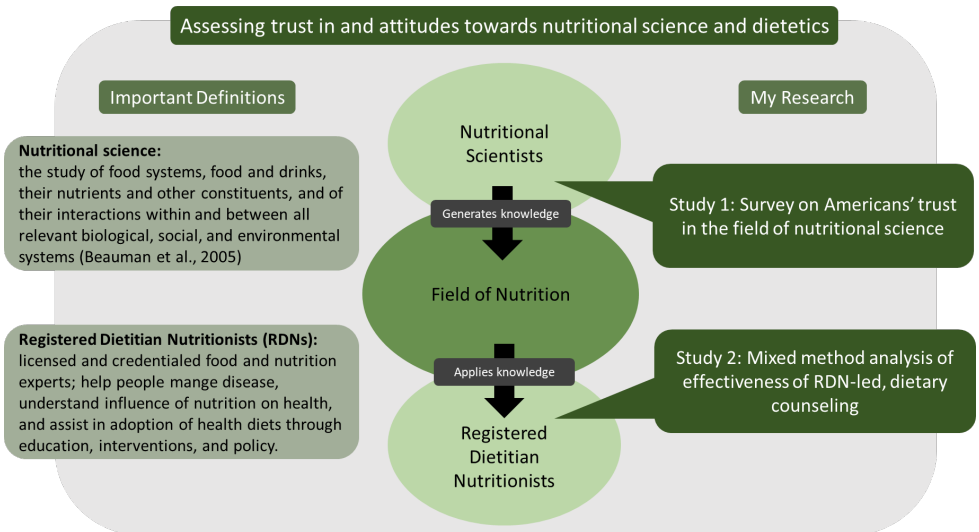 Assessing trust in and attitudes towards nutritional science and dietetics
Important Definitions
Nutritional science:
the study of food systems, food and drinks,
their nutrients and other constituents, and of
their interactions within and between all
relevant biological, social, and environmental
systems (Beauman et al., 2005)
Registered Dietitian Nutritionists (RDNs):
licensed and credentialed food and nutrition
experts; help people mange disease,
understand influence of nutrition on health,
and assist in adoption of health diets through
education, interventions, and policy.
Nutritional
Scientists
Generates knowledge
Field of Nutrition
Applies knowledge
Registered
Dietitian
Nutritionists
My Research
Study 1: Survey on Americans’ trust
in the field of nutritional science
Study 2: Mixed method analysis of
effectiveness of RDN-led, dietary
counseling